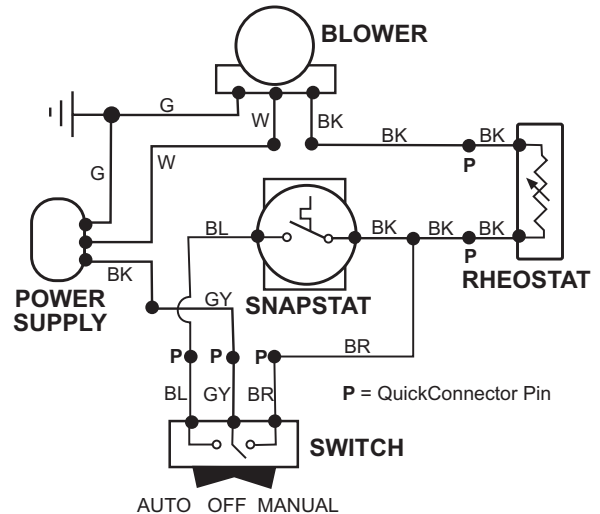 BLOWER
G
W
BK
BK
BK
P
W
G
BL
BK
BK
BK
P
RHEOSTAT
BK
GY
SNAPSTAT
POWER
SUPPLY
P
P
P
BR
BL
GY
BR
P = QuickConnector Pin
SWITCH
AUTO OFF MANUAL